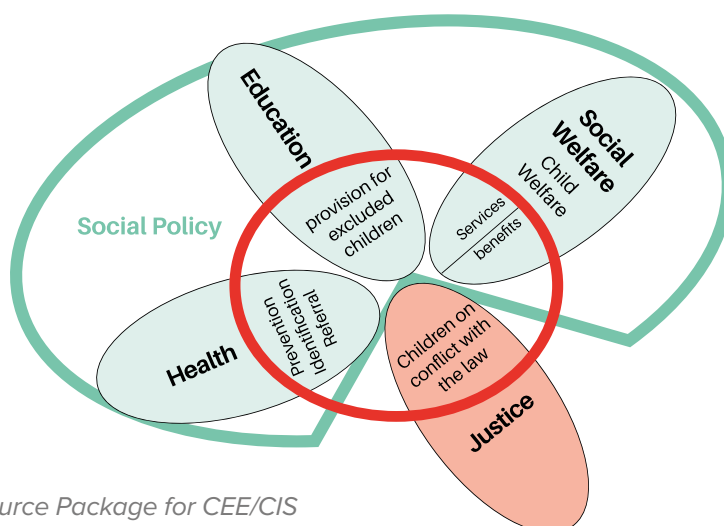 Education
provision for
excluded
children
Social
Welfare
Child
Welfare
Services
benefits
Social Policy
Prevention
Identification
Referral
Health
Children on
conflict with
the law
Justice
Package for CEE/CIS